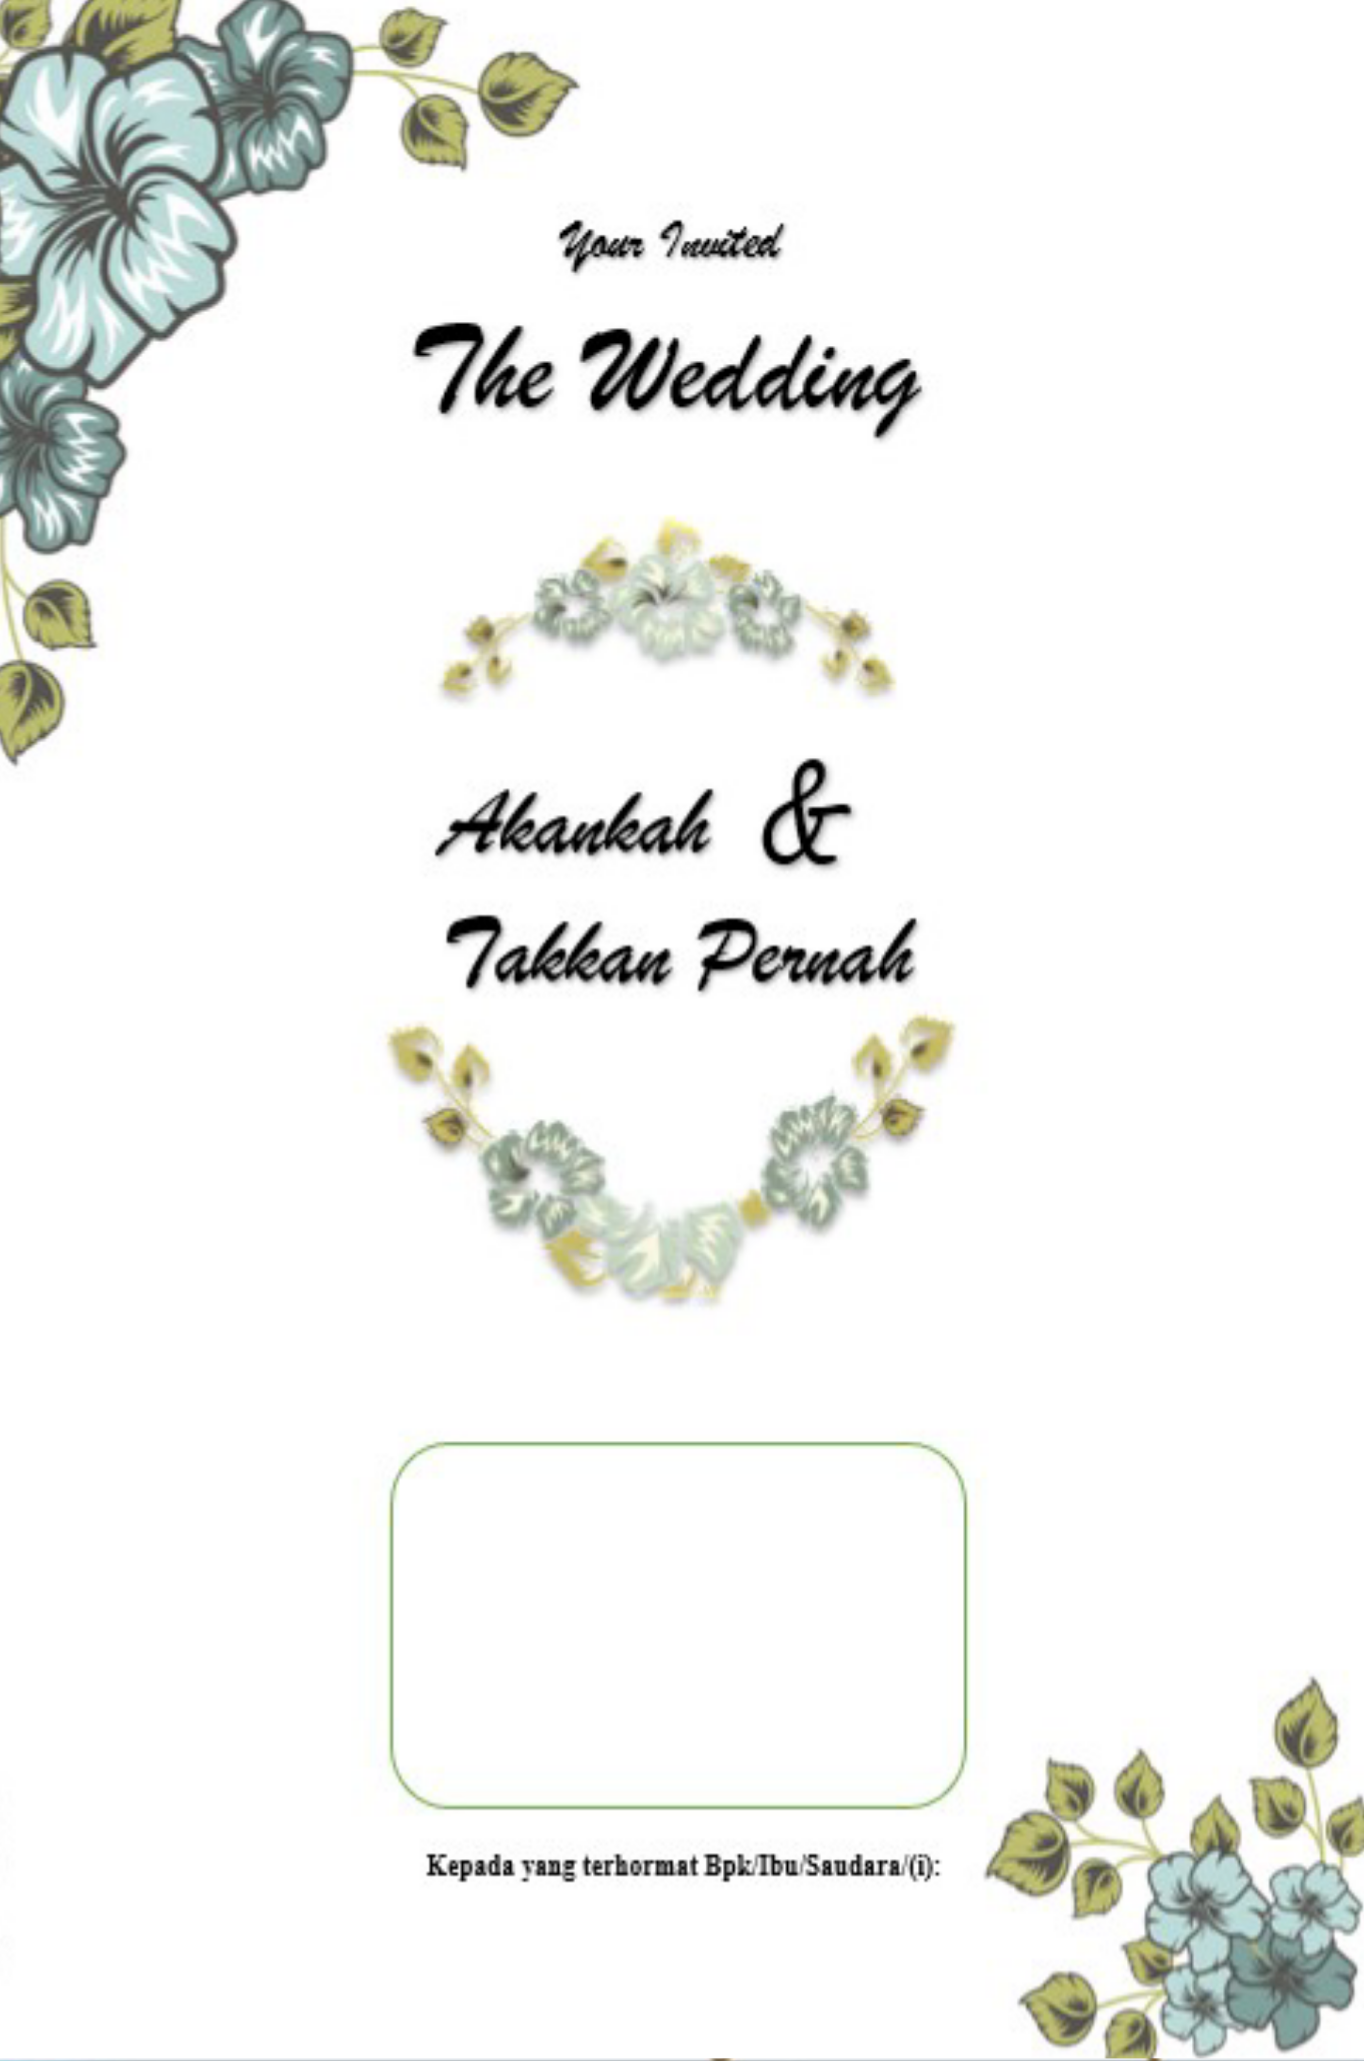 Your Invited
The Wedding
Akankah &
Takkan Pernah
Kepada yang terhormat Bpk/Ibu/Saudara/(i):